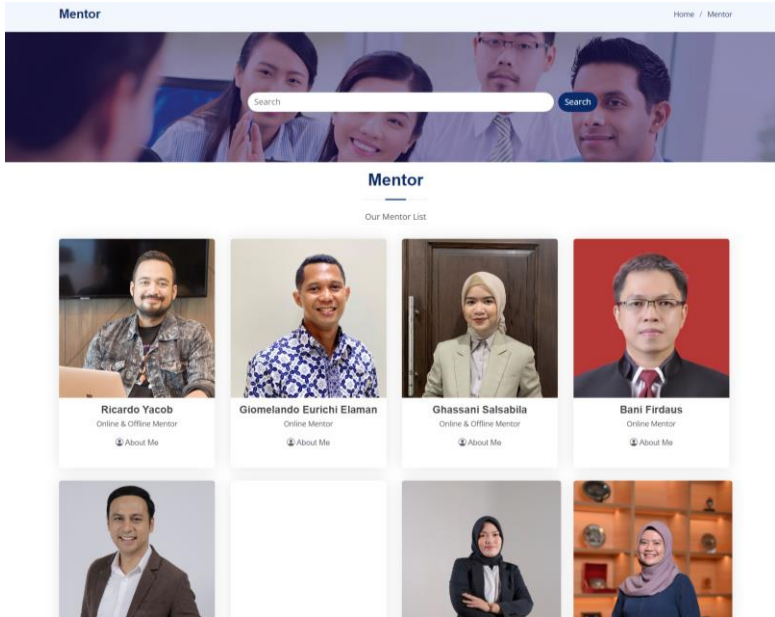 Mentor
Home / Mentor
Search
Search
Mentor
Our Mentor List
Ricardo Yacob
Online & Offline Mentor
About Me
Giomelando Eurichi Elaman
Online Mentor
About Me
Ghassani Salsabila
Online & Offline Mentor
About Me
Bani Firdaus
Online Mentor
About Me